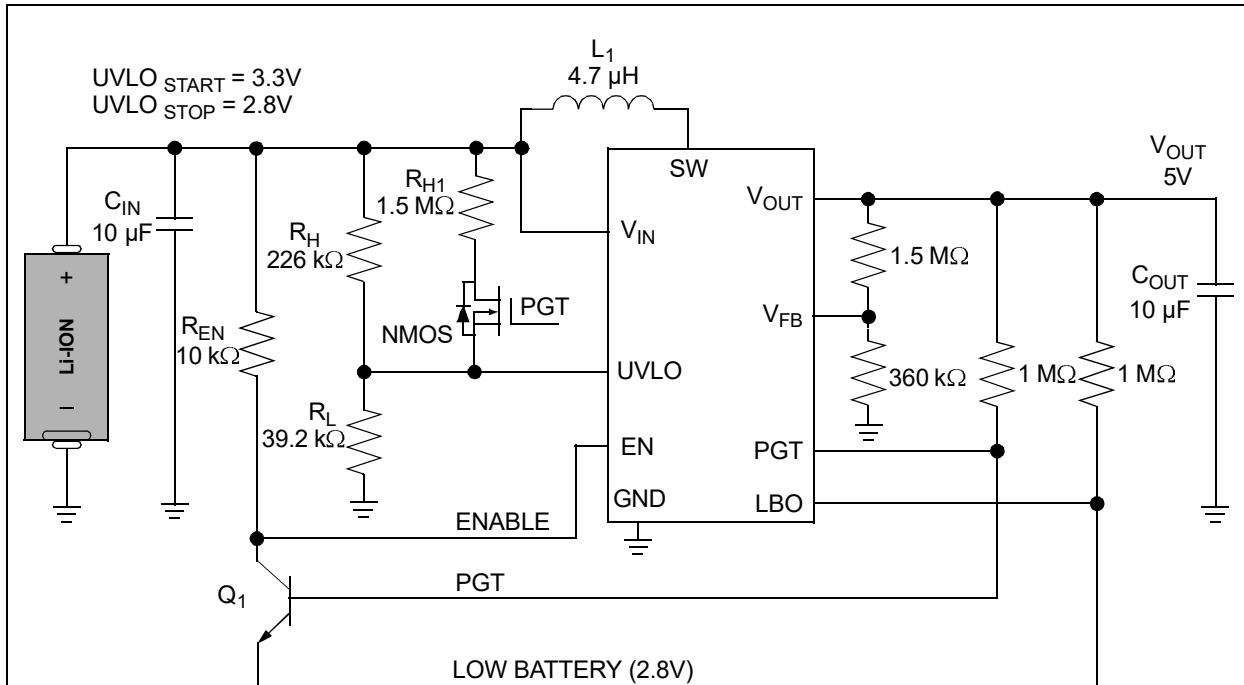 UVLO START = 3.3V
UVLO STOP = 2.8V
L1
4.7 µH
SW
VOUT
5V
CIN
10 µF
RH1
1.5 MΩ
RH
226 kΩ
VIN
VOUT
1.5 MΩ
COUT
10 µF
+
Li-ION
–
REN
10 kΩ
NMOS
PGT
VFB
UVLO
360 kΩ
1 MΩ
1 MΩ
RL
39.2 kΩ
EN
PGT
GND
LBO
ENABLE
Q1
PGT
LOW BATTERY (2.8V)